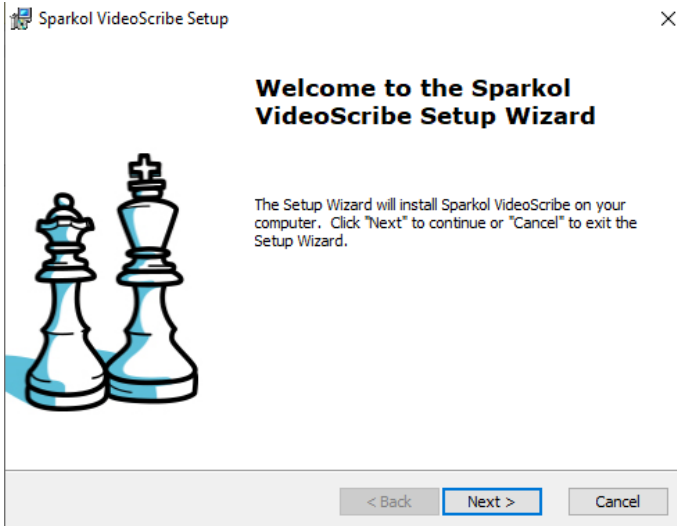 Sparkol VideoScribe Setup
Welcome to the Sparkol
VideoScribe Setup Wizard
The Setup Wizard will install Sparkol VideoScribe on your
computer. Click "Next" to continue or "Cancel" to exit the
Setup Wizard.
< Back Next > Cancel